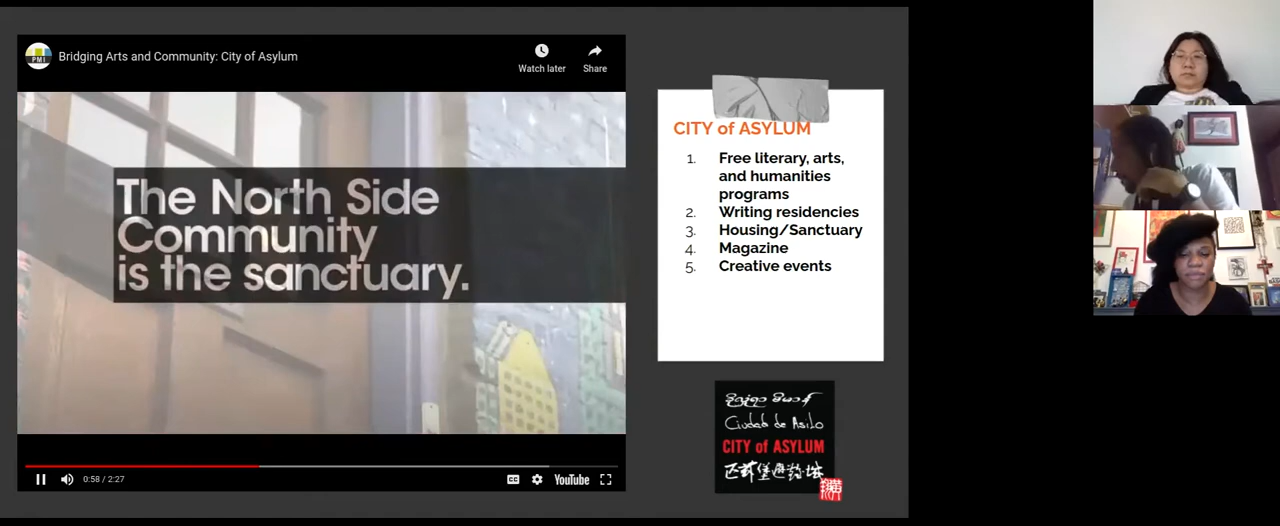 PMI
Bridging Arts and Community: City of Asylum
Watch later
Share
The North Side
Community
is the sanctuary.
0:58 / 2:27
CC
YouTube
CITY of ASYLUM
1. Free literary, arts,
and humanities
programs
2. Writing residencies
3. Housing/Sanctuary
4. Magazine
5. Creative events
Ciudad de Asilo
CITY of ASYLUM